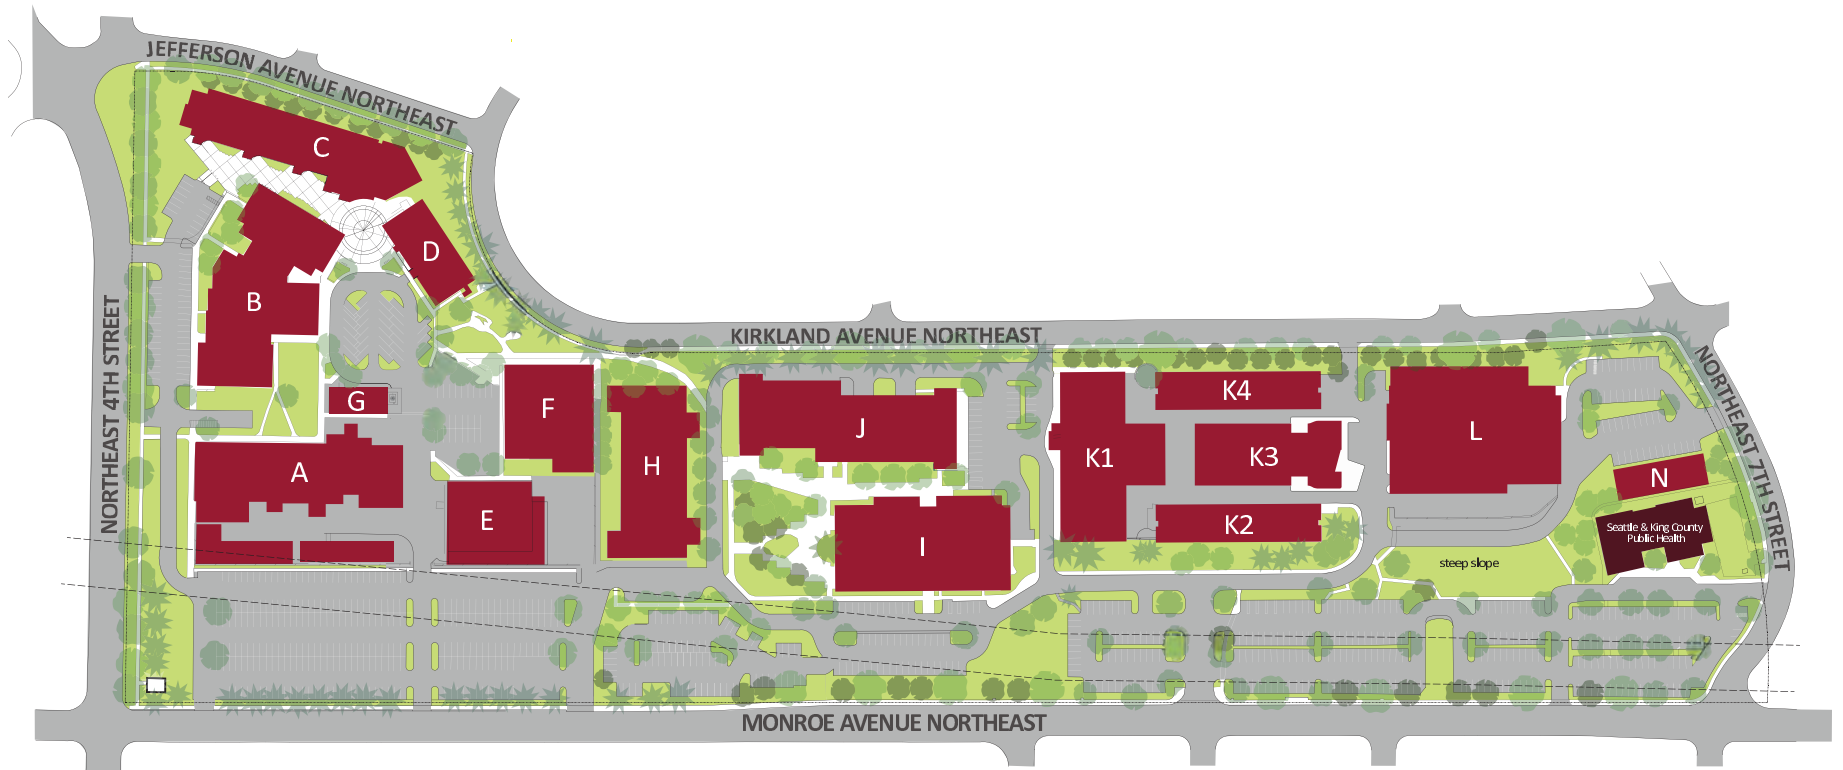 JEFFERSON AVENUE NORTHEAST
C
D
B
NORTHEAST 4TH STREET
KIRKLAND AVENUE NORTHEAST
NORTHEAST 7TH STREET
G
F
A
E
H
J
I
K1
K4
K3
K2
L
N
Seattle & King County
Public Health
steep slope
MONROE AVENUE NORTHEAST